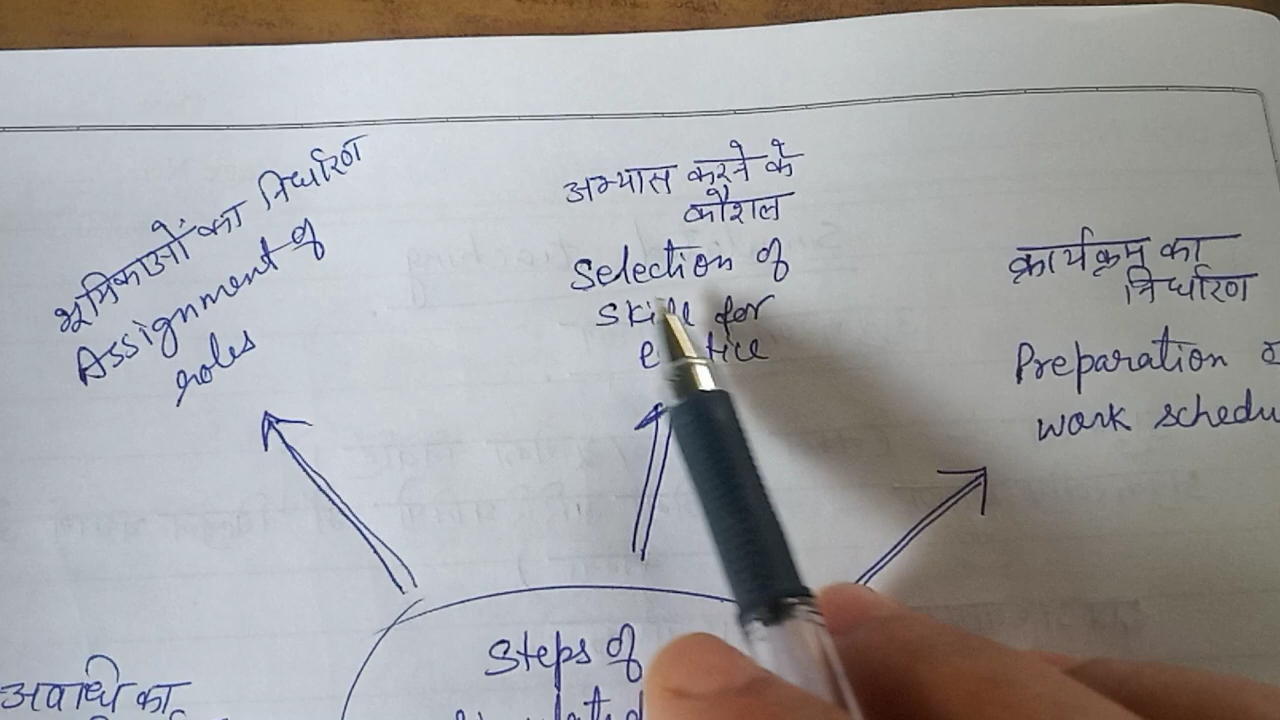 भूमिकाओं का निर्धारण
Assignment of
roles
अभ्यास करने के
कौशल
Selection of
skill for
कार्यक्रम का
निर्धारण
Preparation
work
Steps of
अवधि का